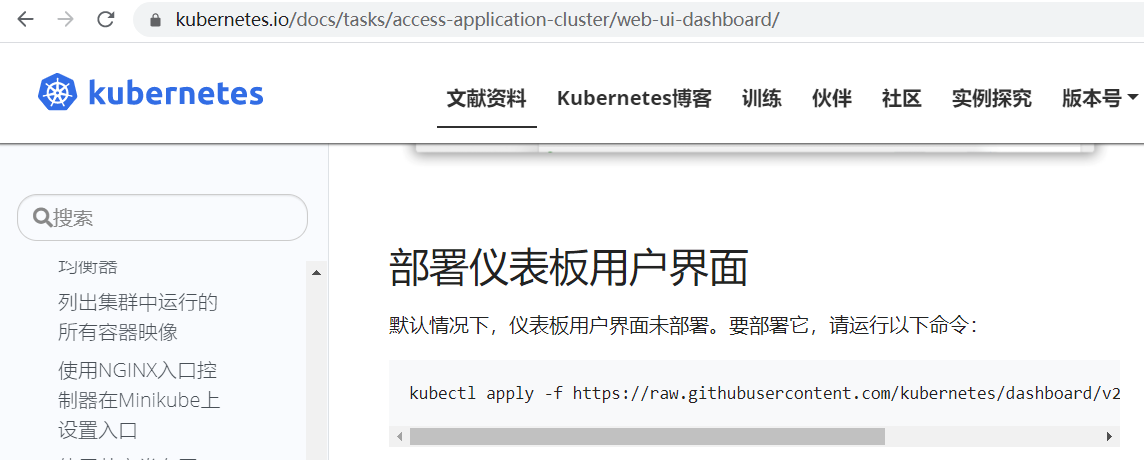 kubernetes.io/docs/tasks/access-application-cluster/web-ui-dashboard/
kubernetes
文献资料 Kubernetes博客 训练 伙伴 社区 实例探究 版本号
搜索
均衡器
列出集群中运行的
所有容器映像
使用NGINX入口控
制器在Minikube上
设置入口
部署仪表板用户界面
默认情况下，仪表板用户界面未部署。要部署它，请运行以下命令：
kubectl apply -f https://raw.githubusercontent.com/kubernetes/dashboard/v2